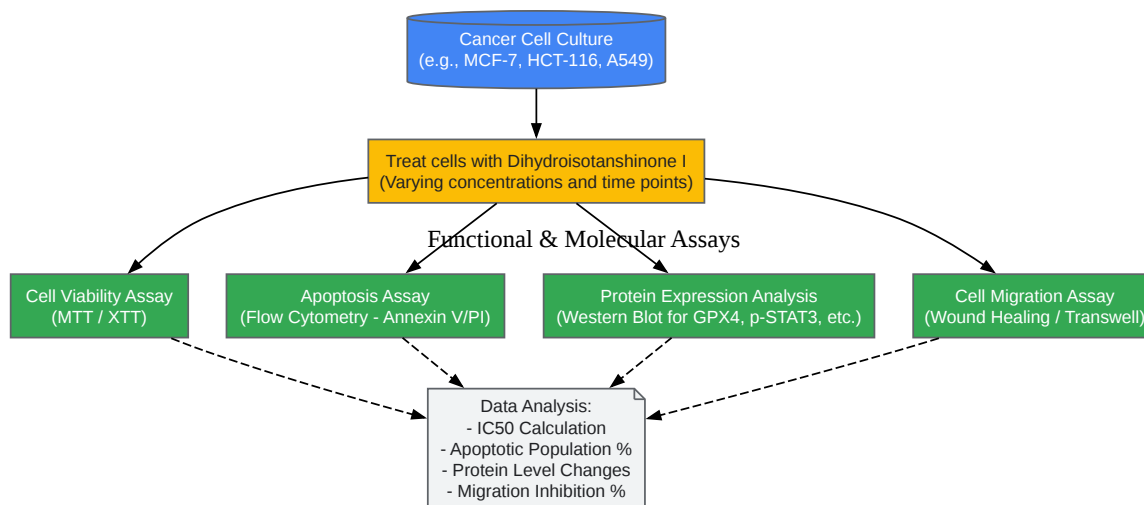 Cancer Cell Culture
(e.g., MCF-7, HCT-116, A549)
Treat cells with Dihydroisotanshinone I
(Varying concentrations and time points)
Functional & Molecular Assays
Cell Viability Assay
(MTT / XTT)
Apoptosis Assay
(Flow Cytometry - Annexin V/PI)
Protein Expression Analysis
(Western Blot for GPX4, p-STAT3, etc.)
Cell Migration Assay
(Wound Healing / Transwell)
Data Analysis:
- IC50 Calculation
- Apoptotic Population %
- Protein Level Changes
- Migration Inhibition %